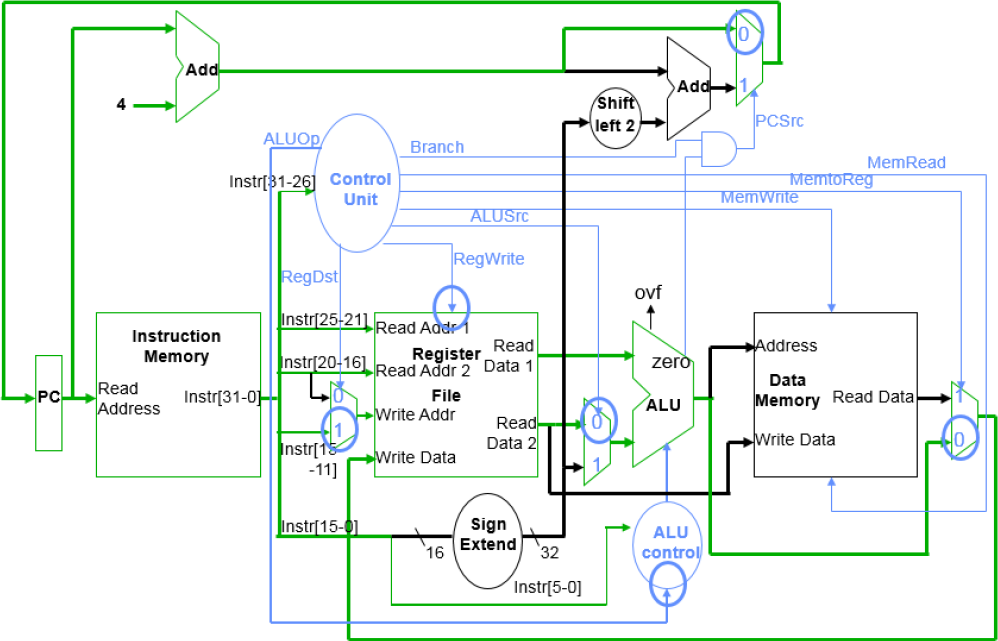 0
Add
Add
4
1
Shift
left 2
PCSrc
ALUOp
Branch
MemRead
Instr[31-26]
Control
Unit
MemtoReg
MemWrite
ALUSrc
RegDst
RegWrite
ovf
Instr[25-21]
Read Addr 1
Instruction
Memory
Register
File
Read
Data 1
zero
Address
Instr[20-16]
Read Addr 2
Data
Memory
PC
Read
Address
Instr[31-0]
0
Write Addr
ALU
Read Data
1
1
Read
Data 2
0
Write Data
0
Instr[15
-11]
Write Data
1
Instr[15-0]
Sign
Extend
16
32
ALU
control
Instr[5-0]